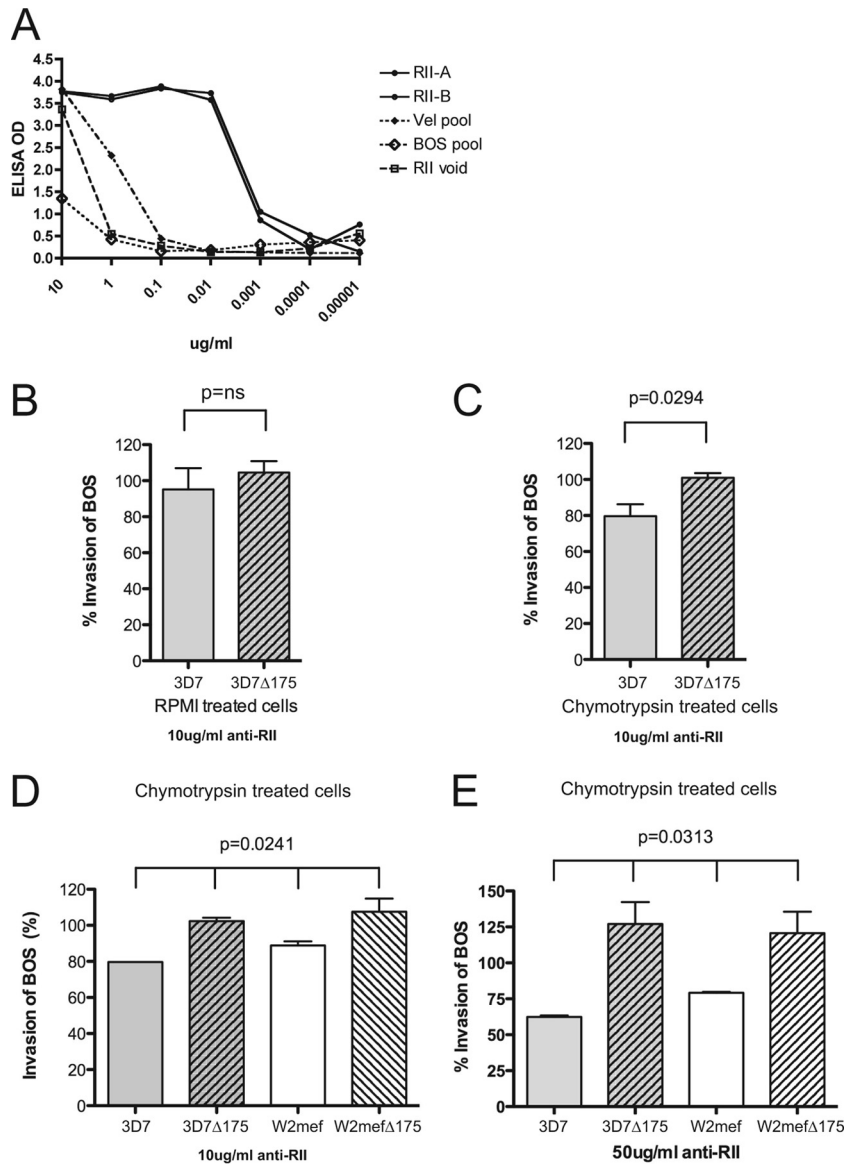 A
ELISA OD
4.5
4.0
3.5
3.0
2.5
2.0
1.5
1.0
0.5
0.0
10
1
0.1
0.01
0.001
0.0001
0.00001
ug/ml
RII-A
RII-B
Vel pool
BOS pool
RII void
B
p=ns
% Invasion of BOS
120
100
80
60
40
20
0
3D7
3D7Δ175
RPMI treated cells
10ug/ml anti-RII
C
p=0.0294
% Invasion of BOS
120
100
80
60
40
20
0
3D7
3D7Δ175
Chymotrypsin treated cells
10ug/ml anti-RII
D
Chymotrypsin treated cells
p=0.0241
Invasion of BOS (%)
120
100
80
60
40
20
0
3D7
3D7Δ175
W2mef
W2mefΔ175
10ug/ml anti-RII
E
Chymotrypsin treated cells
p=0.0313
% Invasion of BOS
150
125
100
75
50
25
0
3D7
3D7Δ175
W2mef
W2mefΔ175
50ug/ml anti-RII